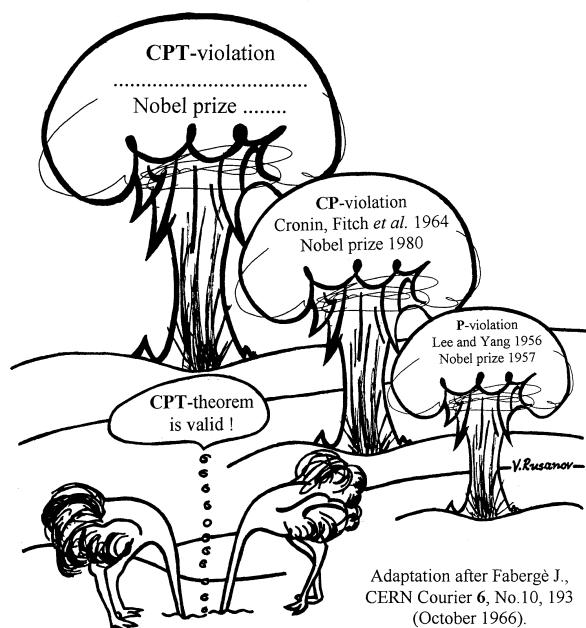 CPT-violation
................................
Nobel prize ........
CP-violation
Cronin, Fitch et al. 1964
Nobel prize 1980
P-violation
Lee and Yang 1956
Nobel prize 1957
CPT-theorem
is valid !
V.Rusanov
Adaptation after Fabergè J.,
CERN Courier 6, No.10, 193
(October 1966).